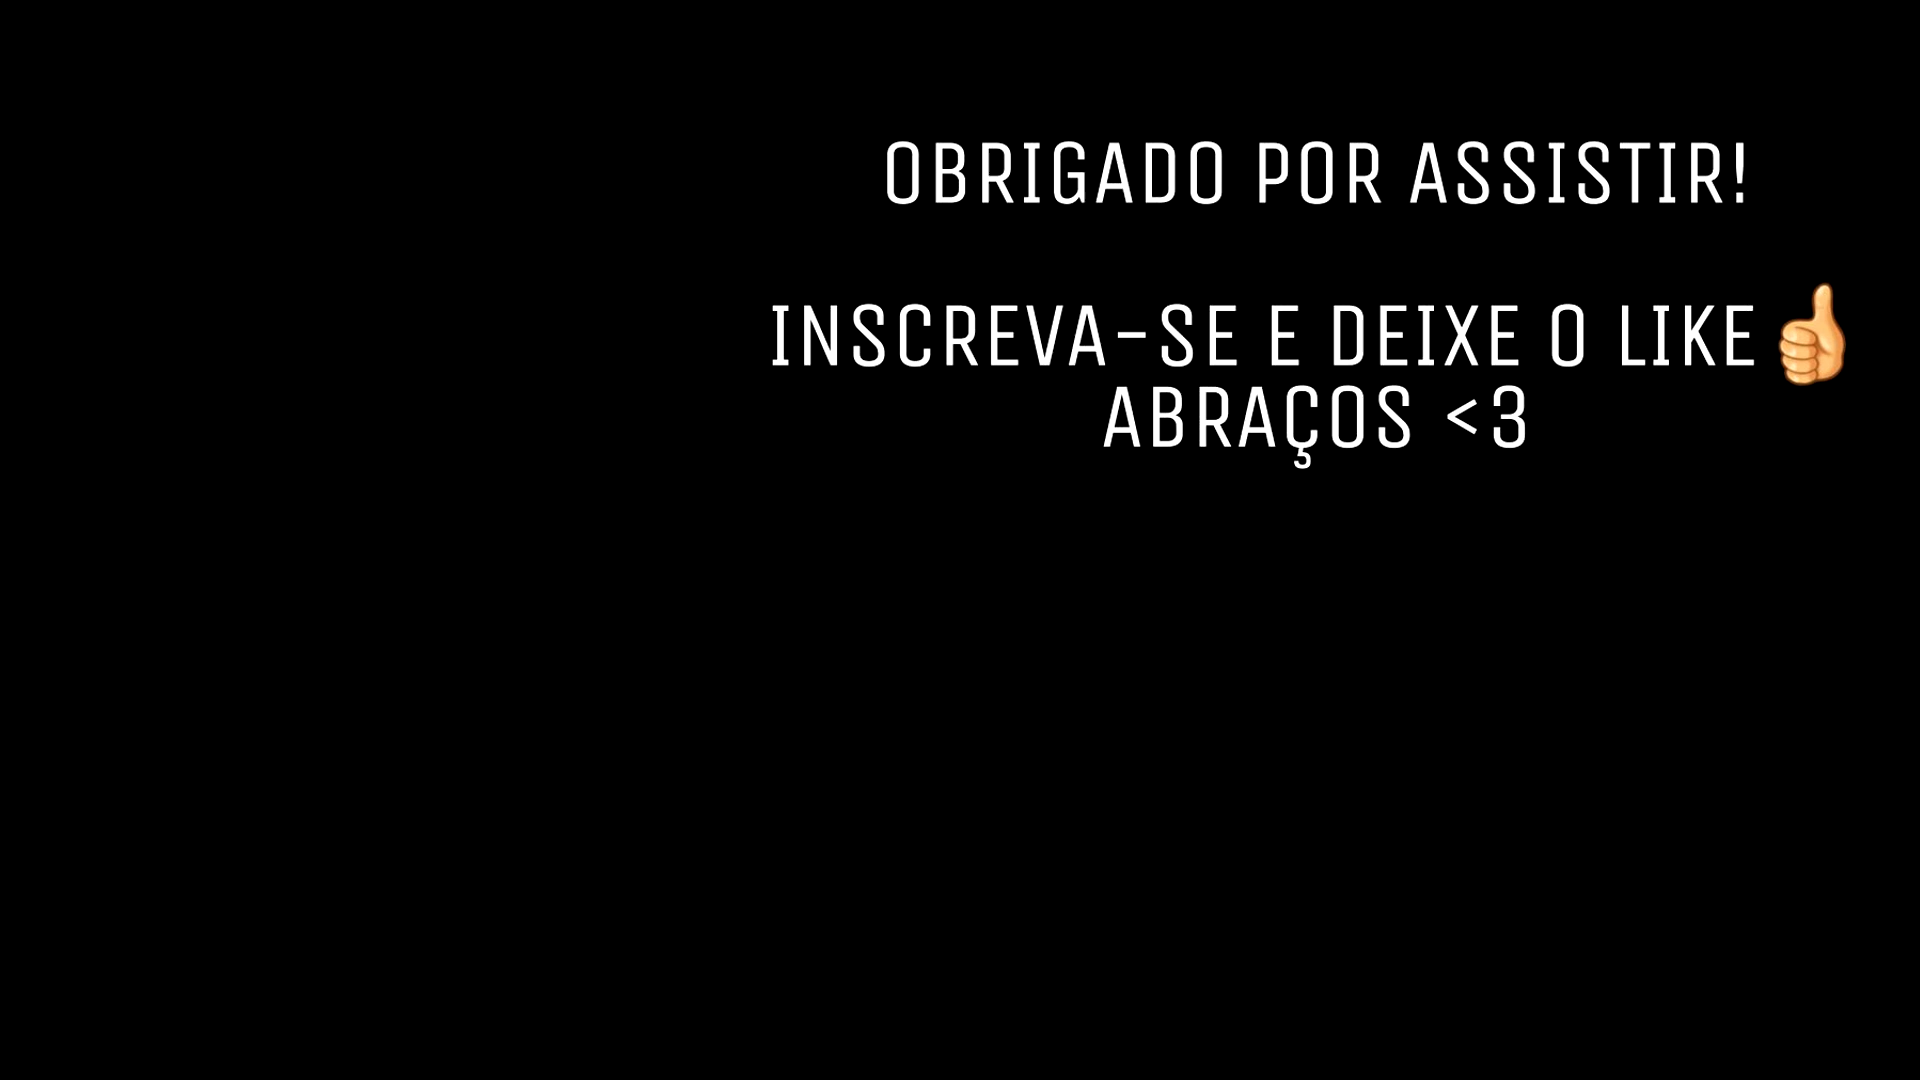 OBRIGADO POR ASSISTIR!
INSCREVA-SE E DEIXE O LIKE👍
ABRAÇOS <3